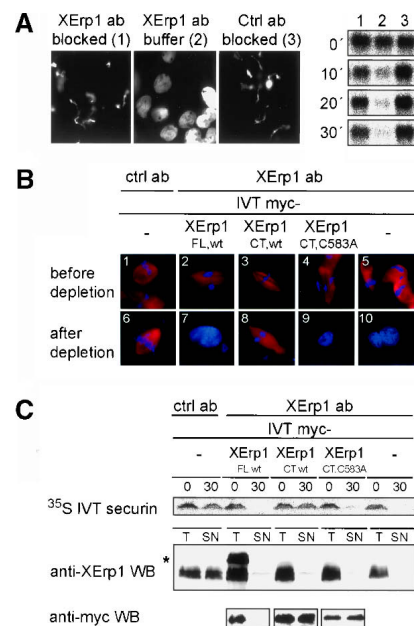 A
XErp1 ab XErp1 ab Ctrl ab
blocked (1) buffer (2) blocked (3)
1 2 3
0´
10´
20´
30´
B
ctrl ab XErp1 ab
IVT myc-
- XErp1 XErp1 XErp1 -
FL,wt CT,wt CT,C583A
before depletion 1 2 3 4 5
after depletion 6 7 8 9 10
C
ctrl ab XErp1 ab
IVT myc-
- XErp1 XErp1 XErp1 -
FL wt CT wt CT,C583A
0 30 0 30 0 30 0 30 0 30
35S IVT securin
T SN T SN T SN T SN T SN
*
anti-XErp1 WB
anti-myc WB